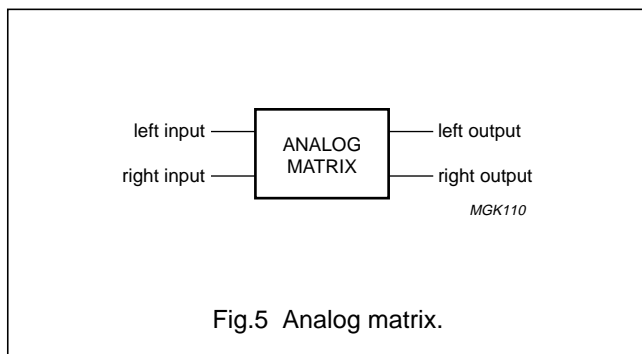 left input
ANALOG
MATRIX
left output
right input
right output
MGK110
Fig.5 Analog matrix.